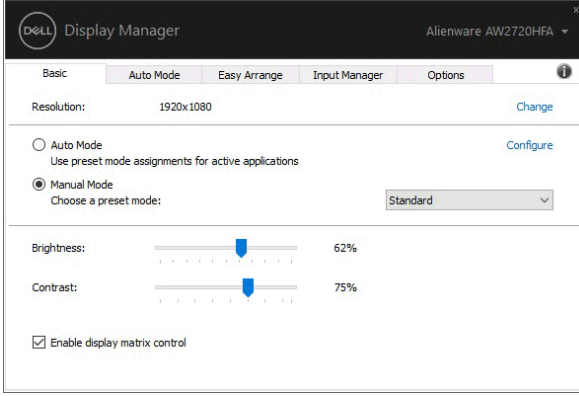 DELL Display Manager
Alienware AW2720HFA
Basic Auto Mode Easy Arrange Input Manager Options
Resolution: 1920x1080 Change
Auto Mode Configure
Use preset mode assignments for active applications
Manual Mode
Choose a preset mode: Standard
Brightness: 62%
Contrast: 75%
Enable display matrix control